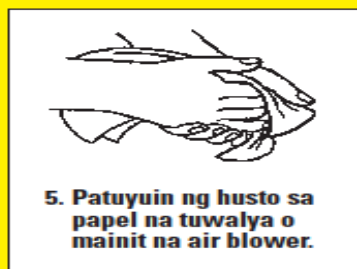 5. Patuyuin ng husto sa
papel na tuwalya o
mainit na air blower.